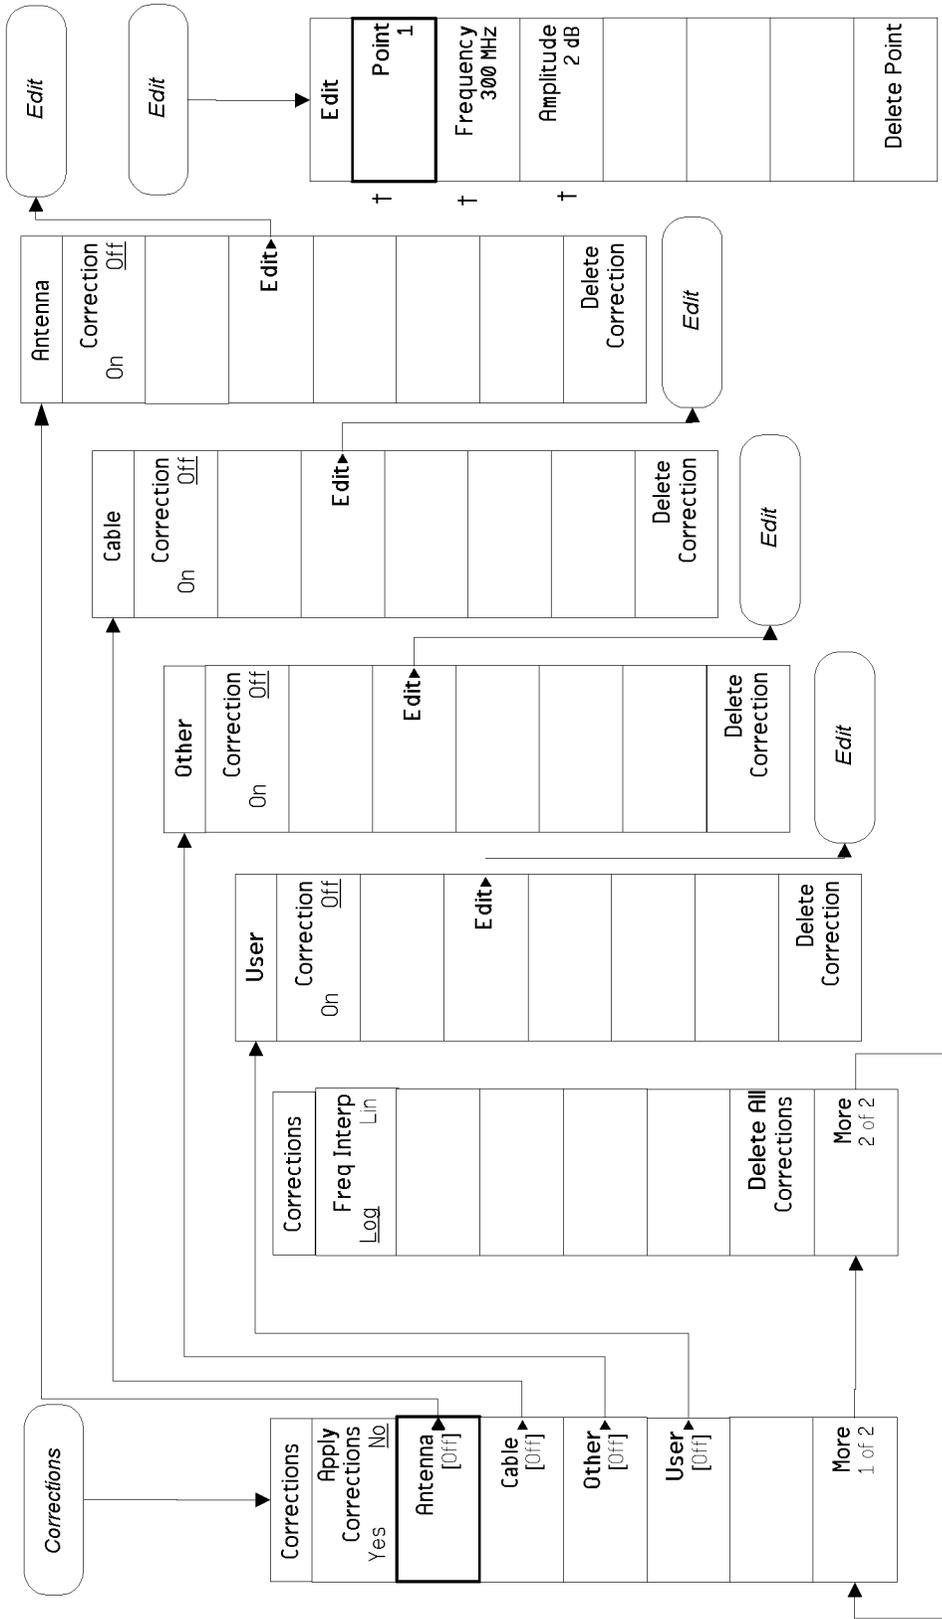 Corrections
Corrections
Apply
Corrections
Yes No
Antenna
[Off]
Cable
[Off]
Other
[Off]
User
[Off]
More
1 of 2
Corrections
Freq Interp
Log Lin
Delete All
Corrections
More
2 of 2
User
Correction
On Off
Edit
Delete
Correction
Edit
Other
Correction
On Off
Edit
Delete
Correction
Edit
Cable
Correction
On Off
Edit
Delete
Correction
Edit
Antenna
Correction
On Off
Edit
Delete
Correction
Edit
Edit
Edit
† Point
1
† Frequency
300 MHz
† Amplitude
2 dB
Delete Point